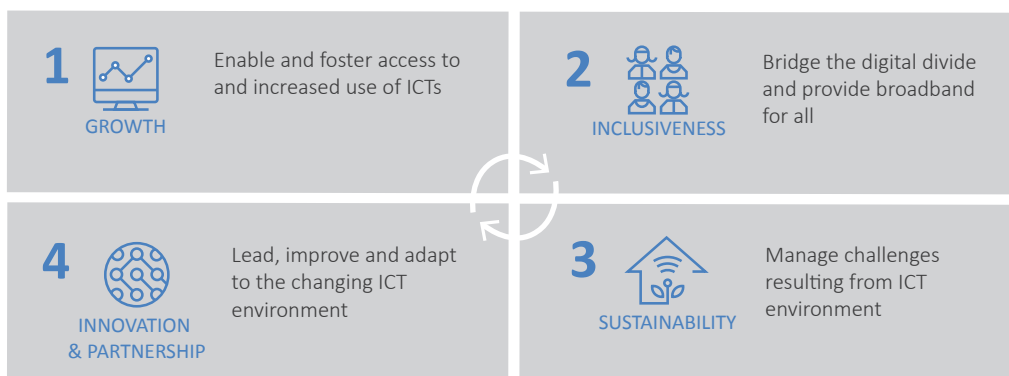 1
GROWTH
Enable and foster access to
and increased use of ICTs
2
INCLUSIVENESS
Bridge the digital divide
and provide broadband
for all
4
INNOVATION
& PARTNERSHIP
Lead, improve and adapt
to the changing ICT
environment
3
SUSTAINABILITY
Manage challenges
resulting from ICT
environment